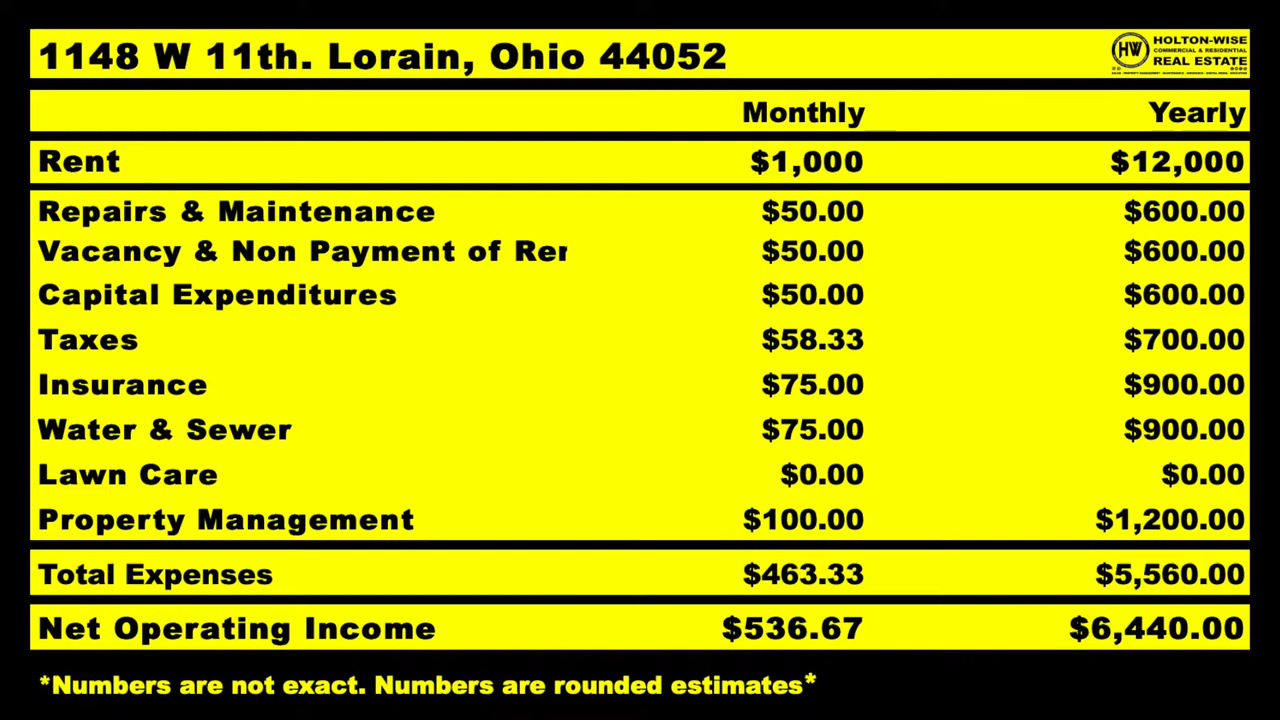 1148 W 11th. Lorain, Ohio 44052
HW
HOLTON-WISE
COMMERCIAL & RESIDENTIAL
REAL ESTATE
Monthly Yearly
Rent $1,000 $12,000
Repairs & Maintenance $50.00 $600.00
Vacancy & Non Payment of Rer $50.00 $600.00
Capital Expenditures $50.00 $600.00
Taxes $58.33 $700.00
Insurance $75.00 $900.00
Water & Sewer $75.00 $900.00
Lawn Care $0.00 $0.00
Property Management $100.00 $1,200.00
Total Expenses $463.33 $5,560.00
Net Operating Income $536.67 $6,440.00
*Numbers are not exact. Numbers are rounded estimates*